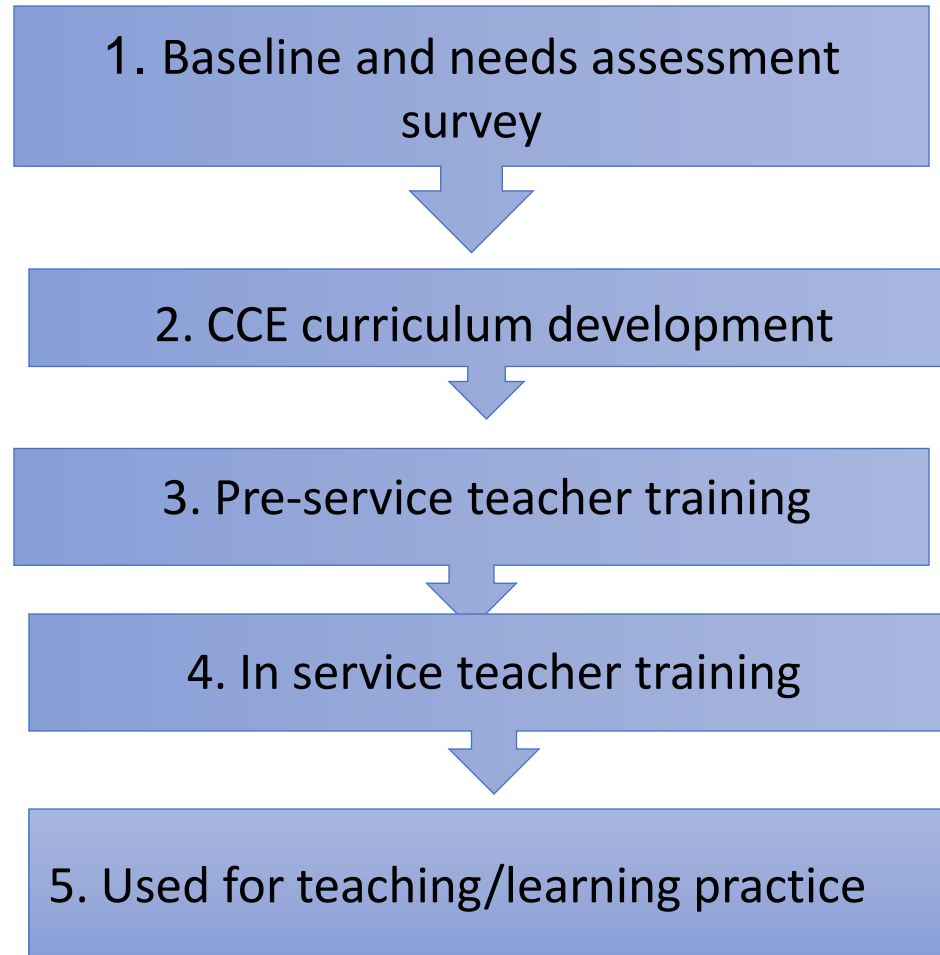 1. Baseline and needs assessment
survey
2. CCE curriculum development
3. Pre-service teacher training
4. In service teacher training
5. Used for teaching/learning practice